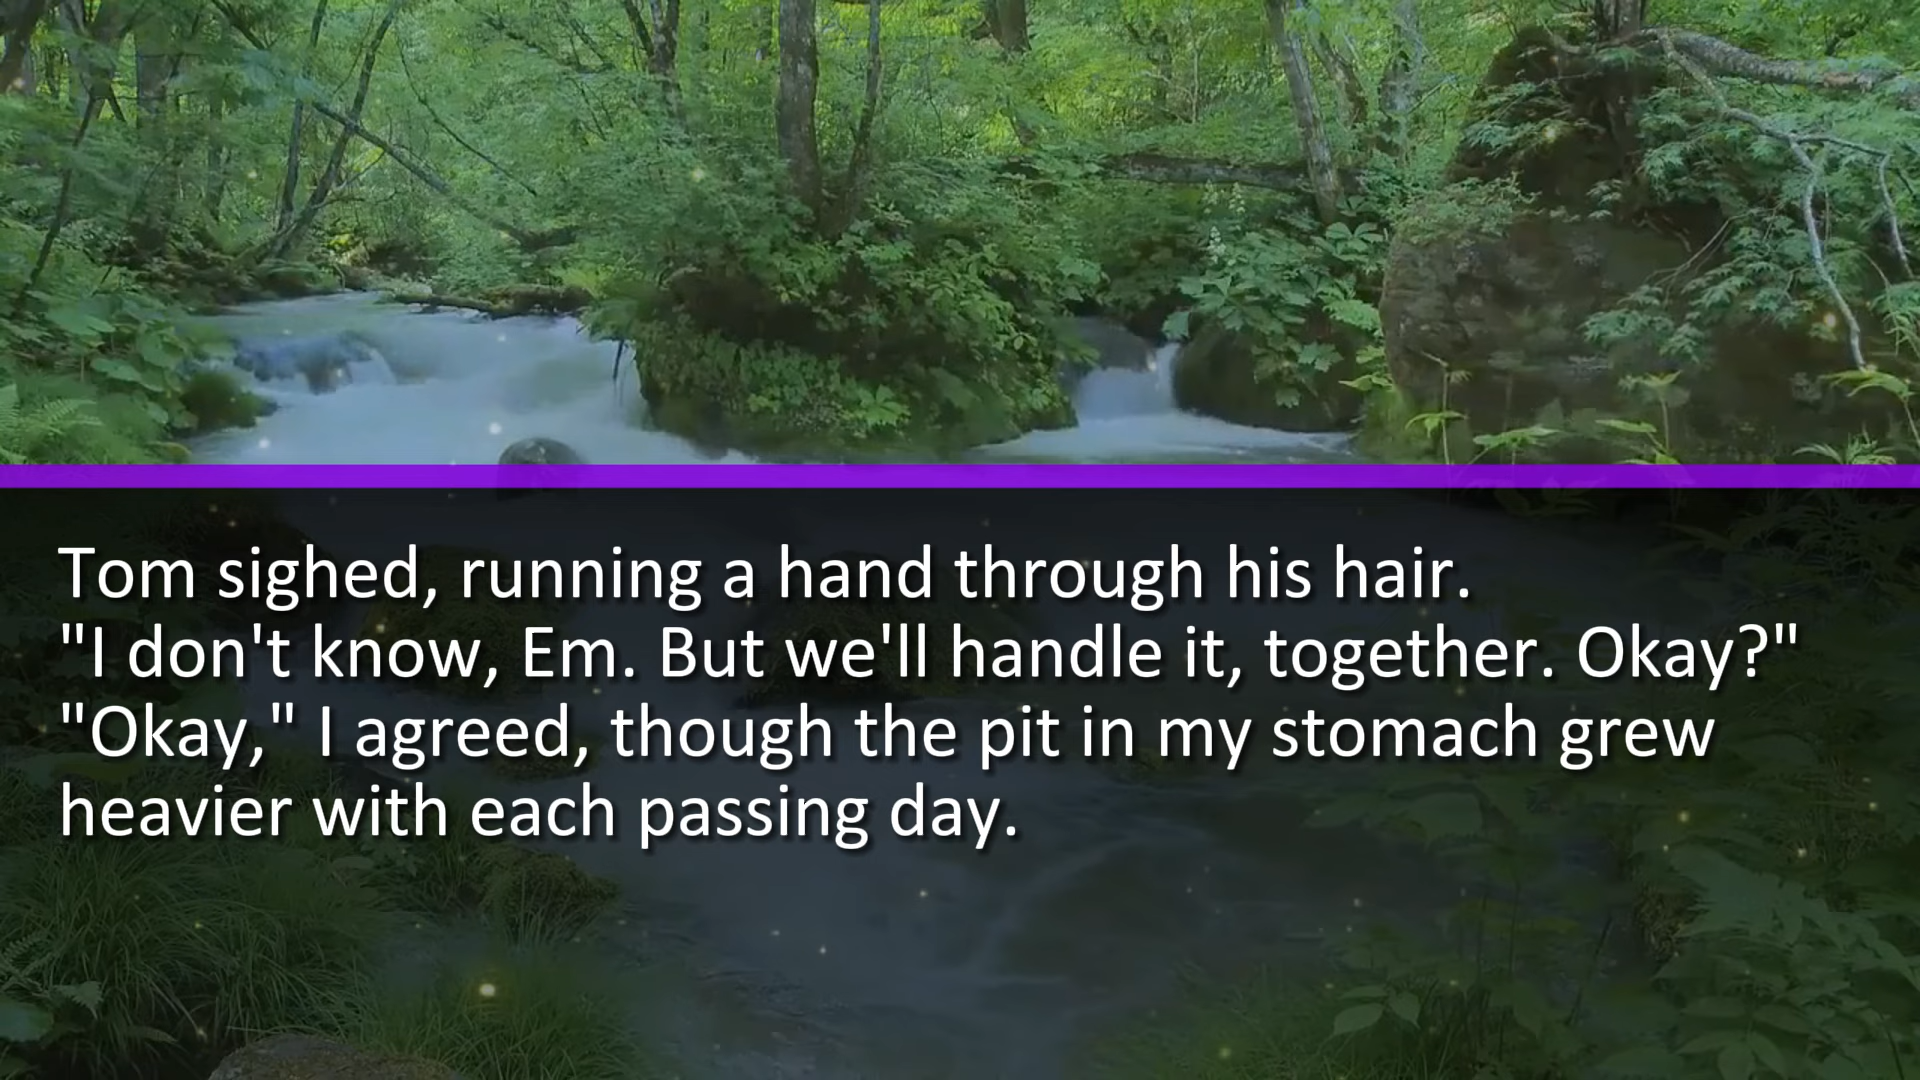 Tom sighed, running a hand through his hair.
"I don't know, Em. But we'll handle it, together. Okay?"
"Okay," I agreed, though the pit in my stomach grew
heavier with each passing day.